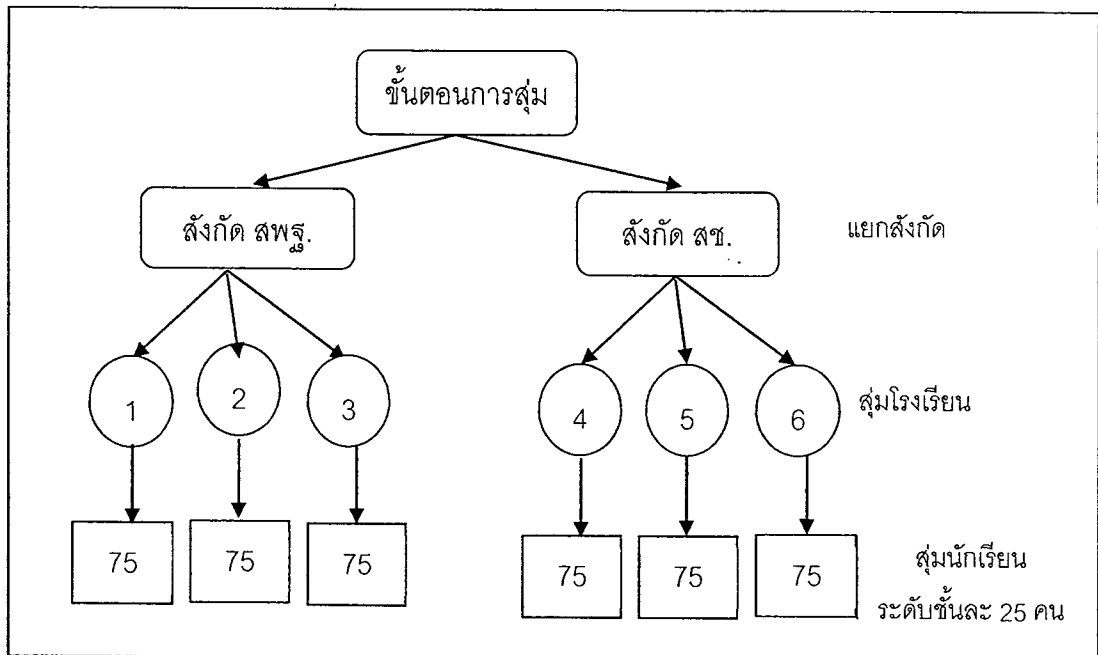 ขั้นตอนการสุ่ม
สังกัด สพฐ.
สังกัด สช.
แยกสังกัด
1
2
3
4
5
6
สุ่มโรงเรียน
75
75
75
75
75
75
สุ่มนักเรียน
ระดับชั้นละ 25 คน